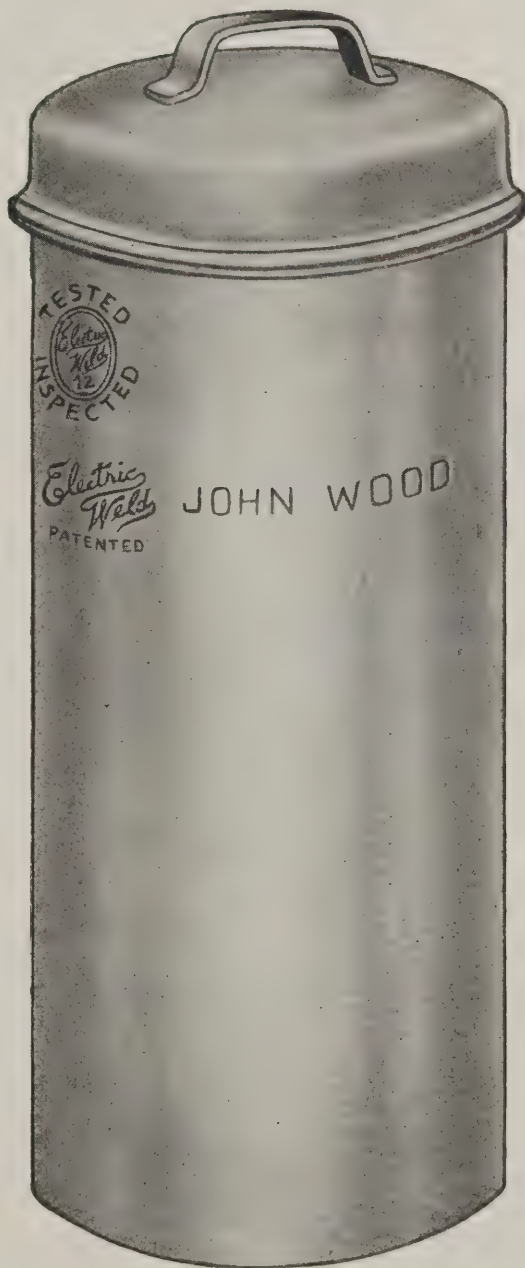 TESTED
Electric
Weld
12
INSPECTED
Electric
Weld
PATENTED
JOHN WOOD